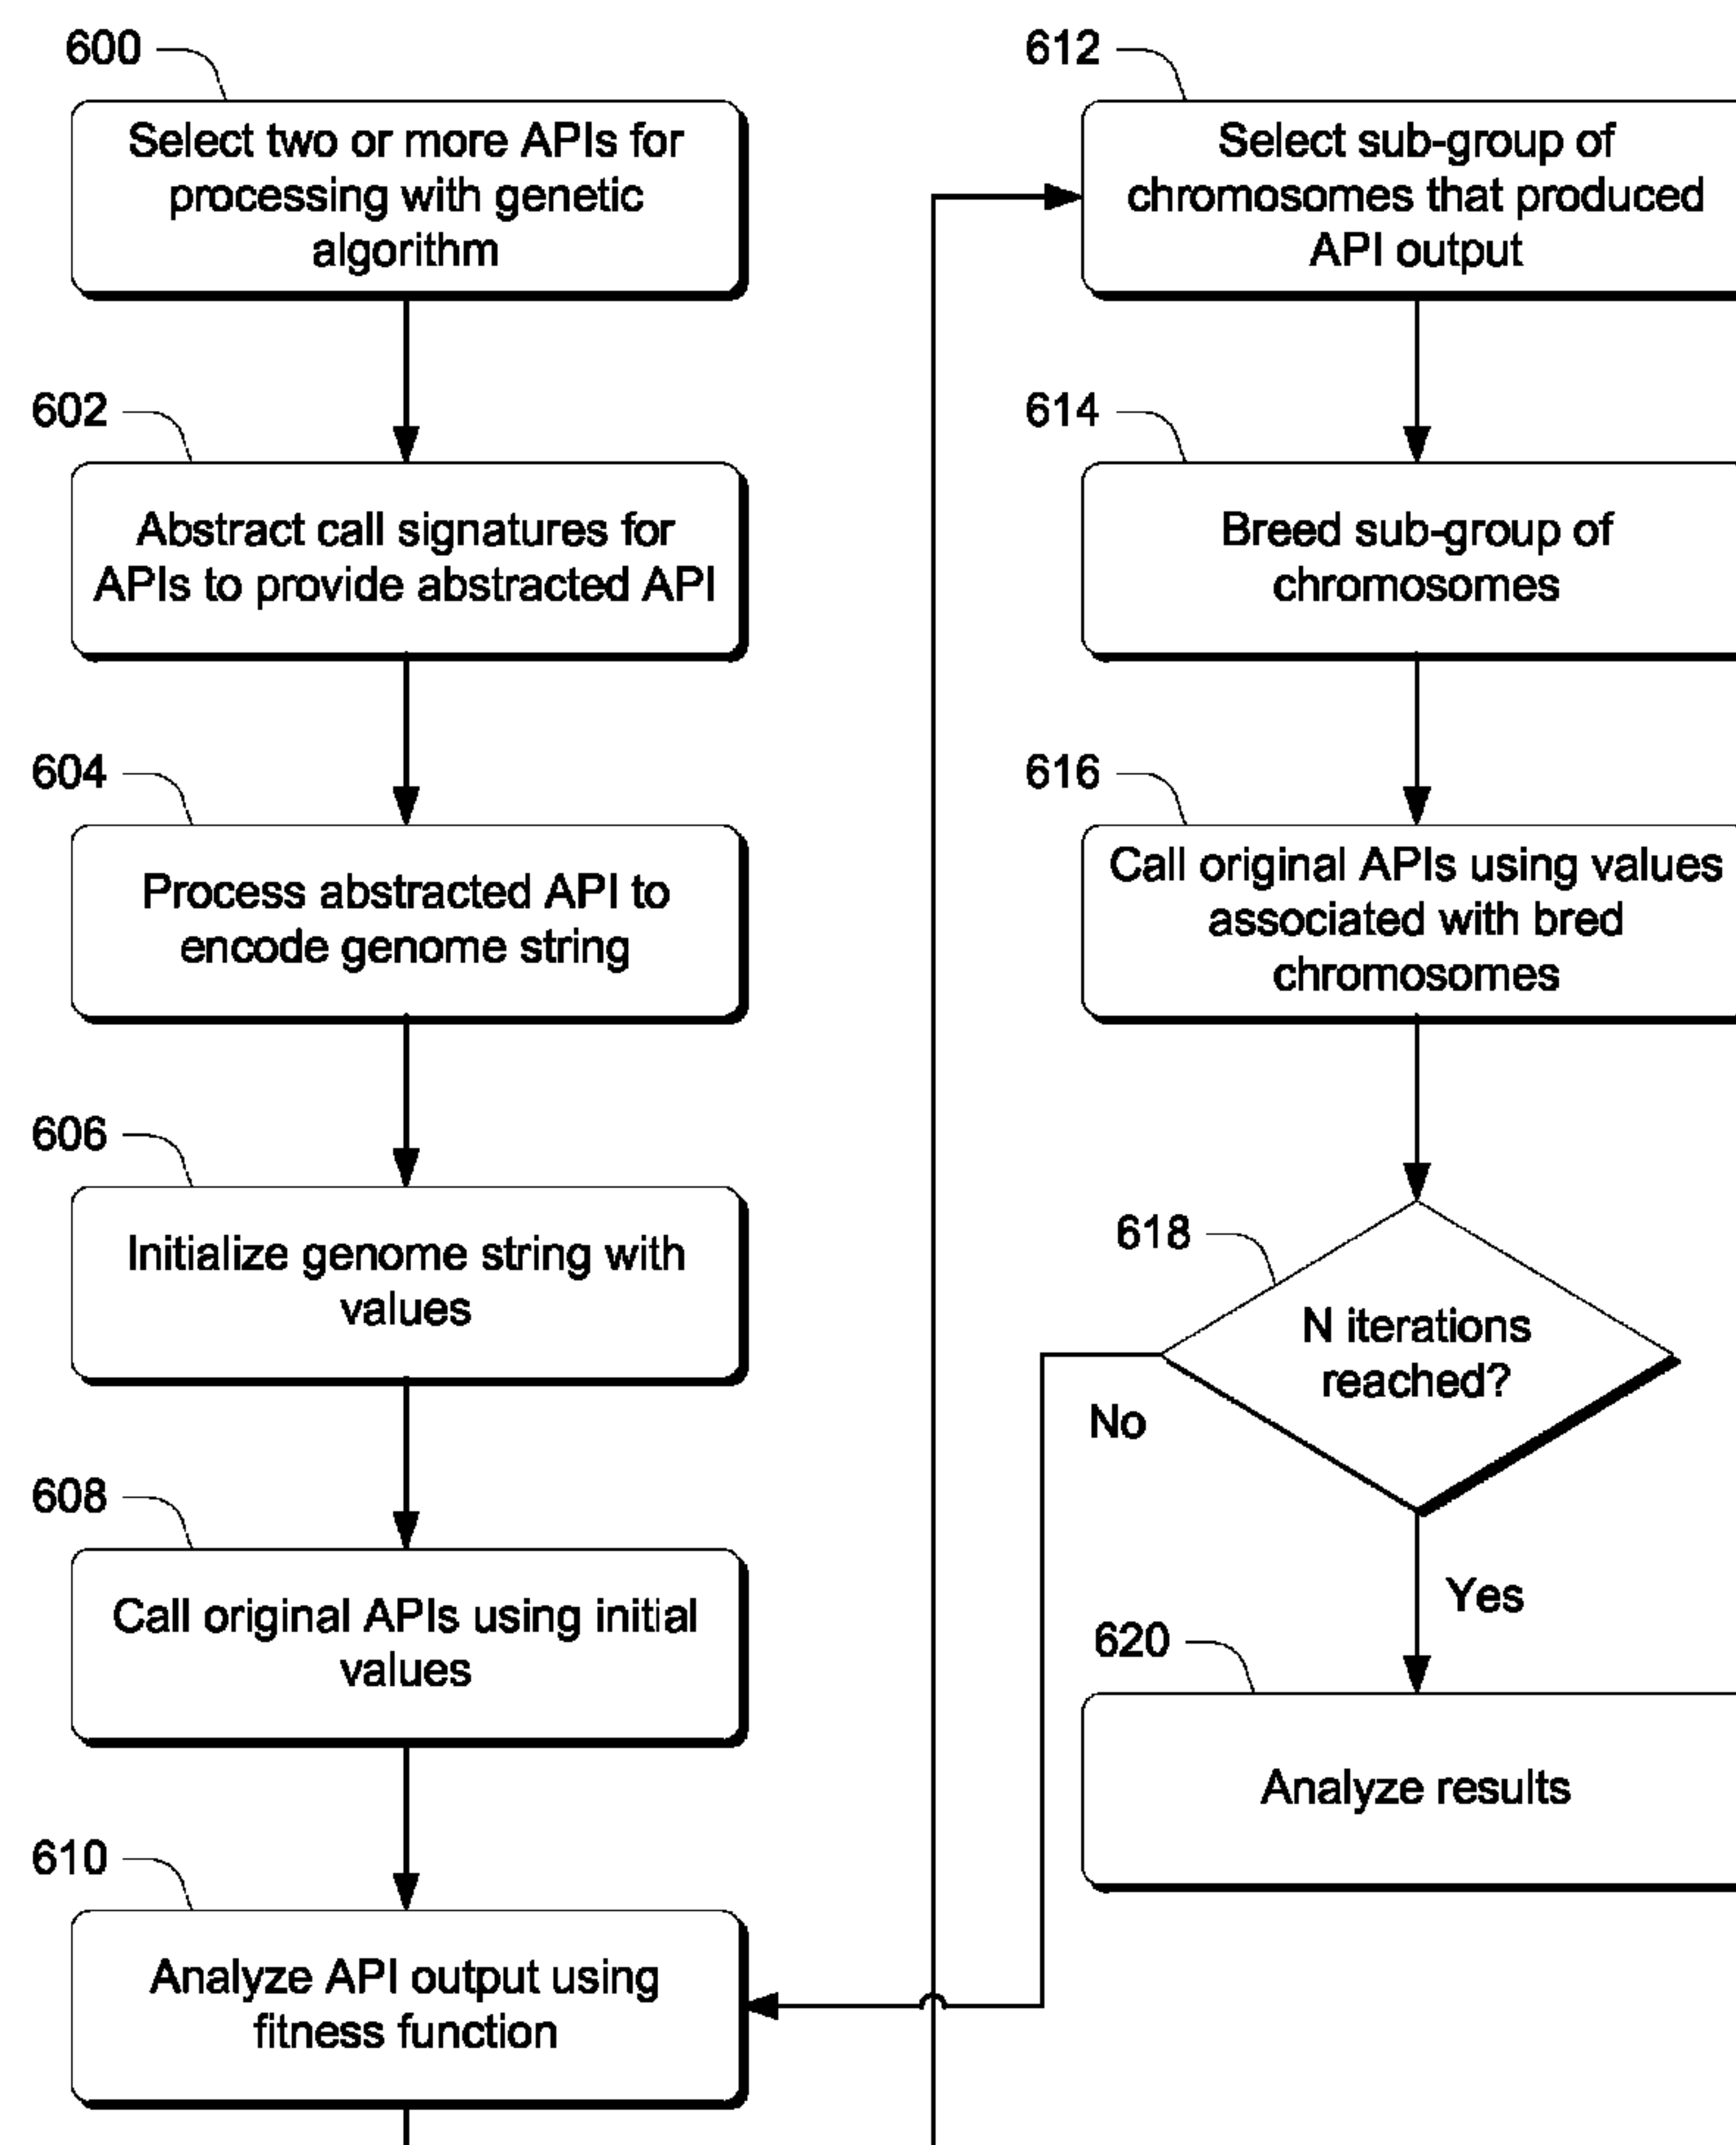 600
Select two or more APIs for
processing with genetic
algorithm
602
Abstract call signatures for
APIs to provide abstracted API
604
Process abstracted API to
encode genome string
606
Initialize genome string with
values
608
Call original APIs using initial
values
610
Analyze API output using
fitness function
612
Select sub-group of
chromosomes that produced
API output
614
Breed sub-group of
chromosomes
616
Call original APIs using values
associated with bred
chromosomes
618
N iterations
reached?
No
Yes
620
Analyze results